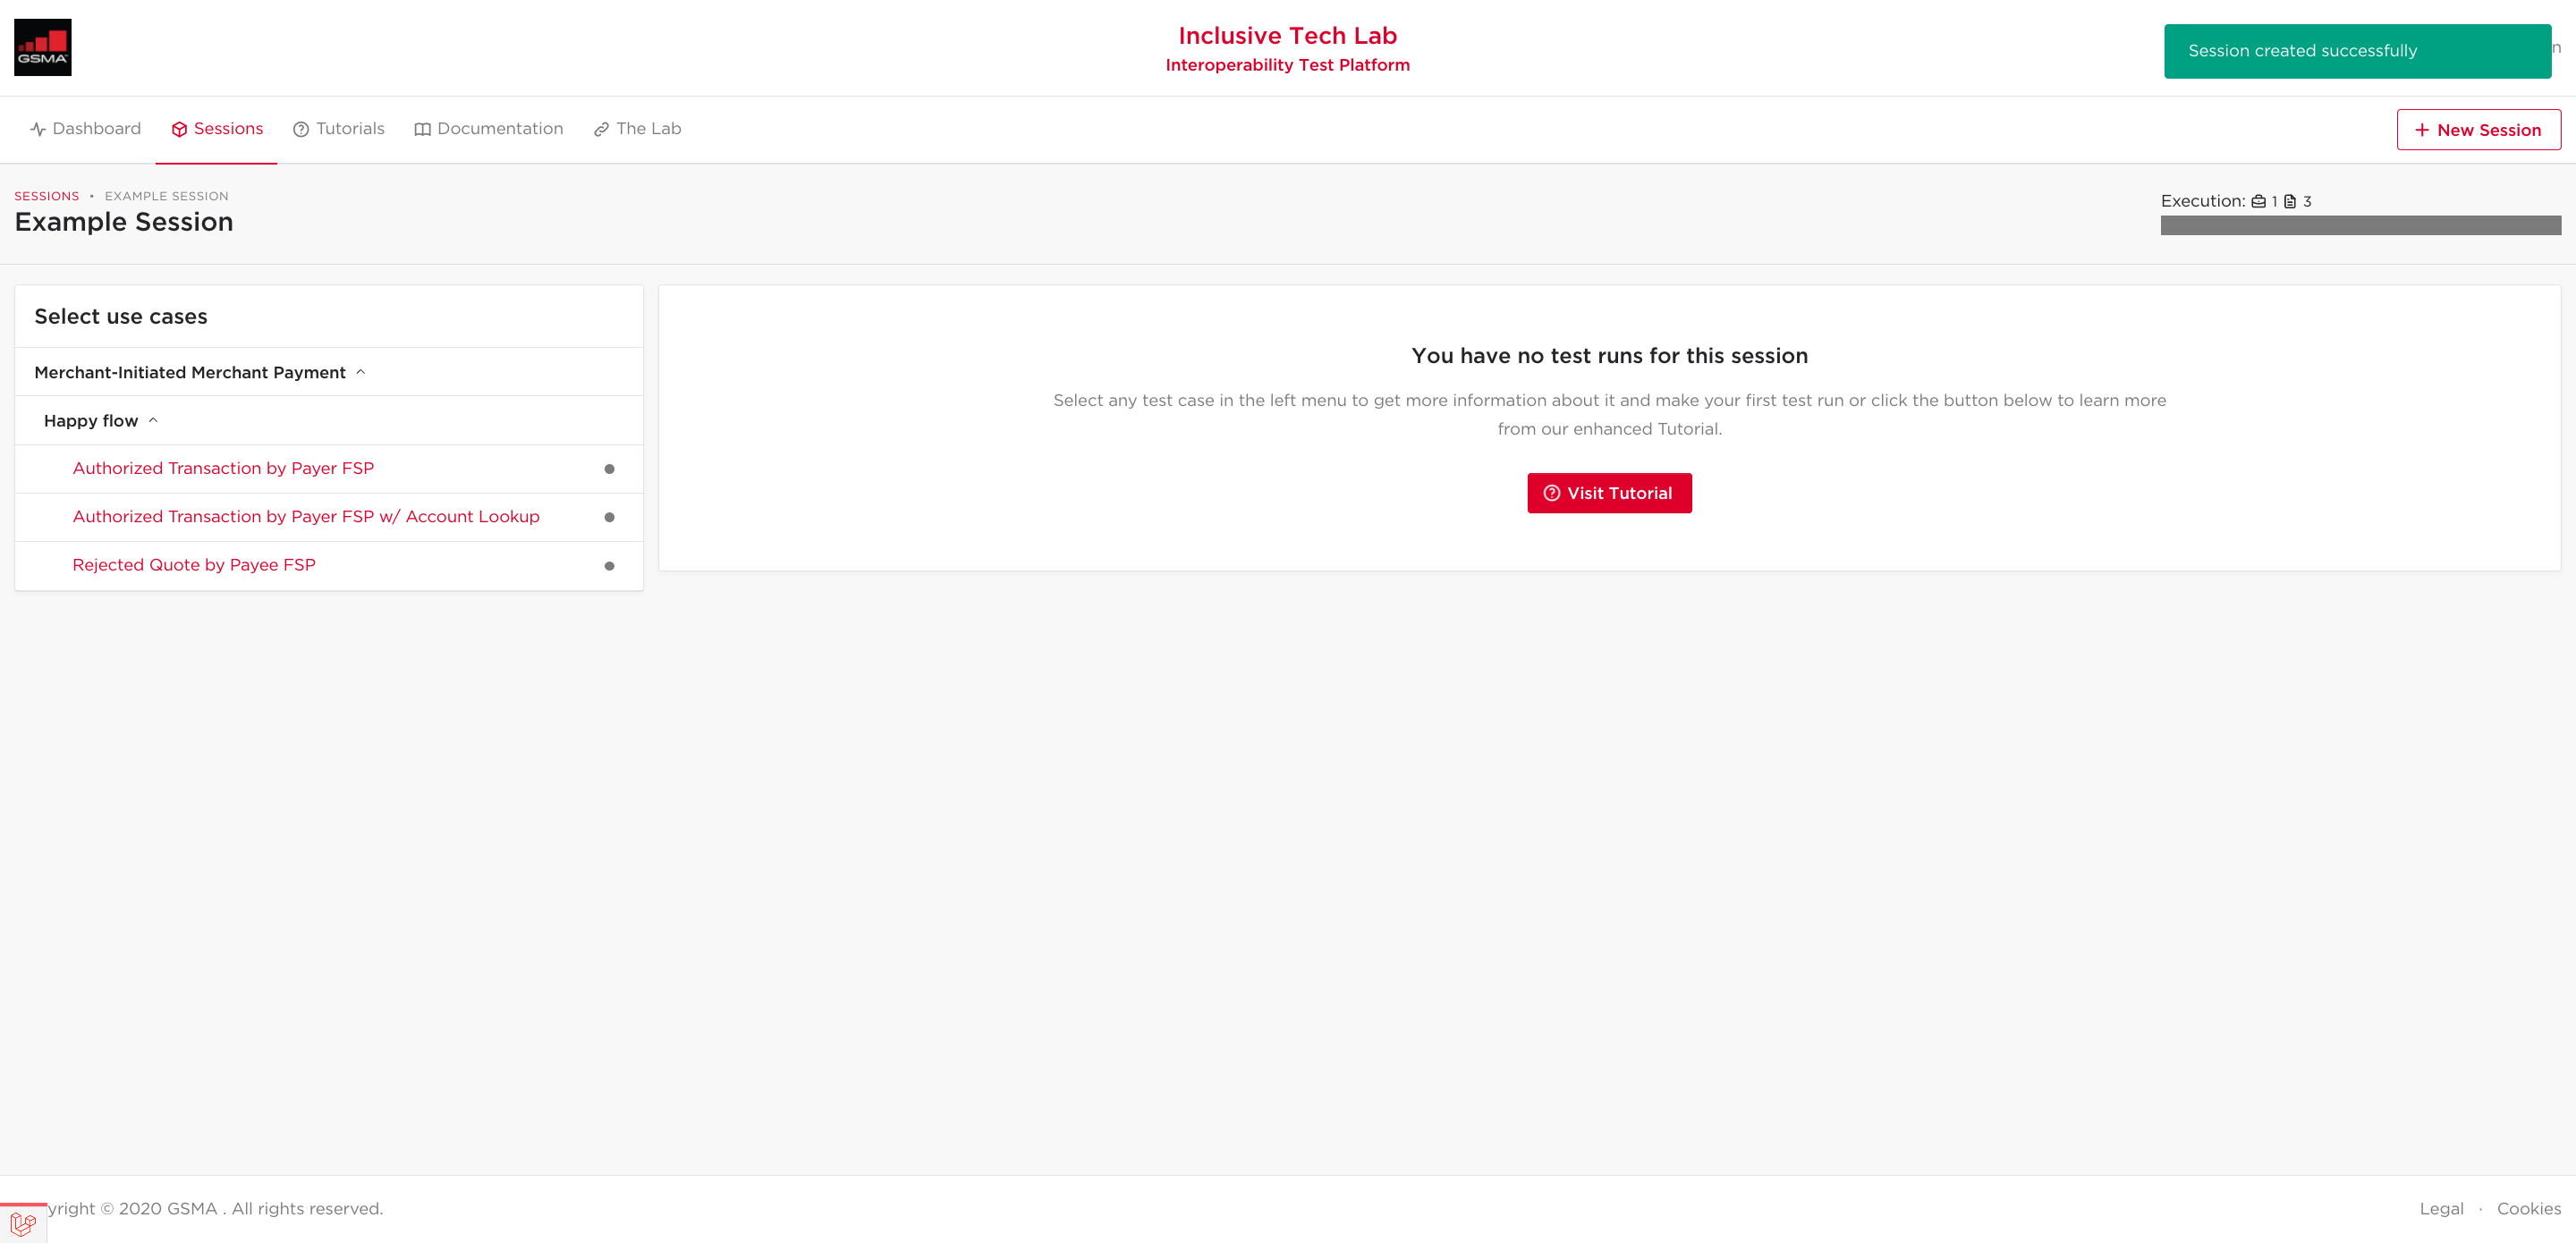 GSMA
Inclusive Tech Lab
Interoperability Test Platform
Session created successfully
n
Dashboard
Sessions
Tutorials
Documentation
The Lab
New Session
SESSIONS • EXAMPLE SESSION
Example Session
Execution: 1 3
Select use cases
Merchant-Initiated Merchant Payment
Happy flow
Authorized Transaction by Payer FSP
Authorized Transaction by Payer FSP w/ Account Lookup
Rejected Quote by Payee FSP
You have no test runs for this session
Select any test case in the left menu to get more information about it and make your first test run or click the button below to learn more
from our enhanced Tutorial.
Visit Tutorial
yright © 2020 GSMA . All rights reserved.
Legal · Cookies